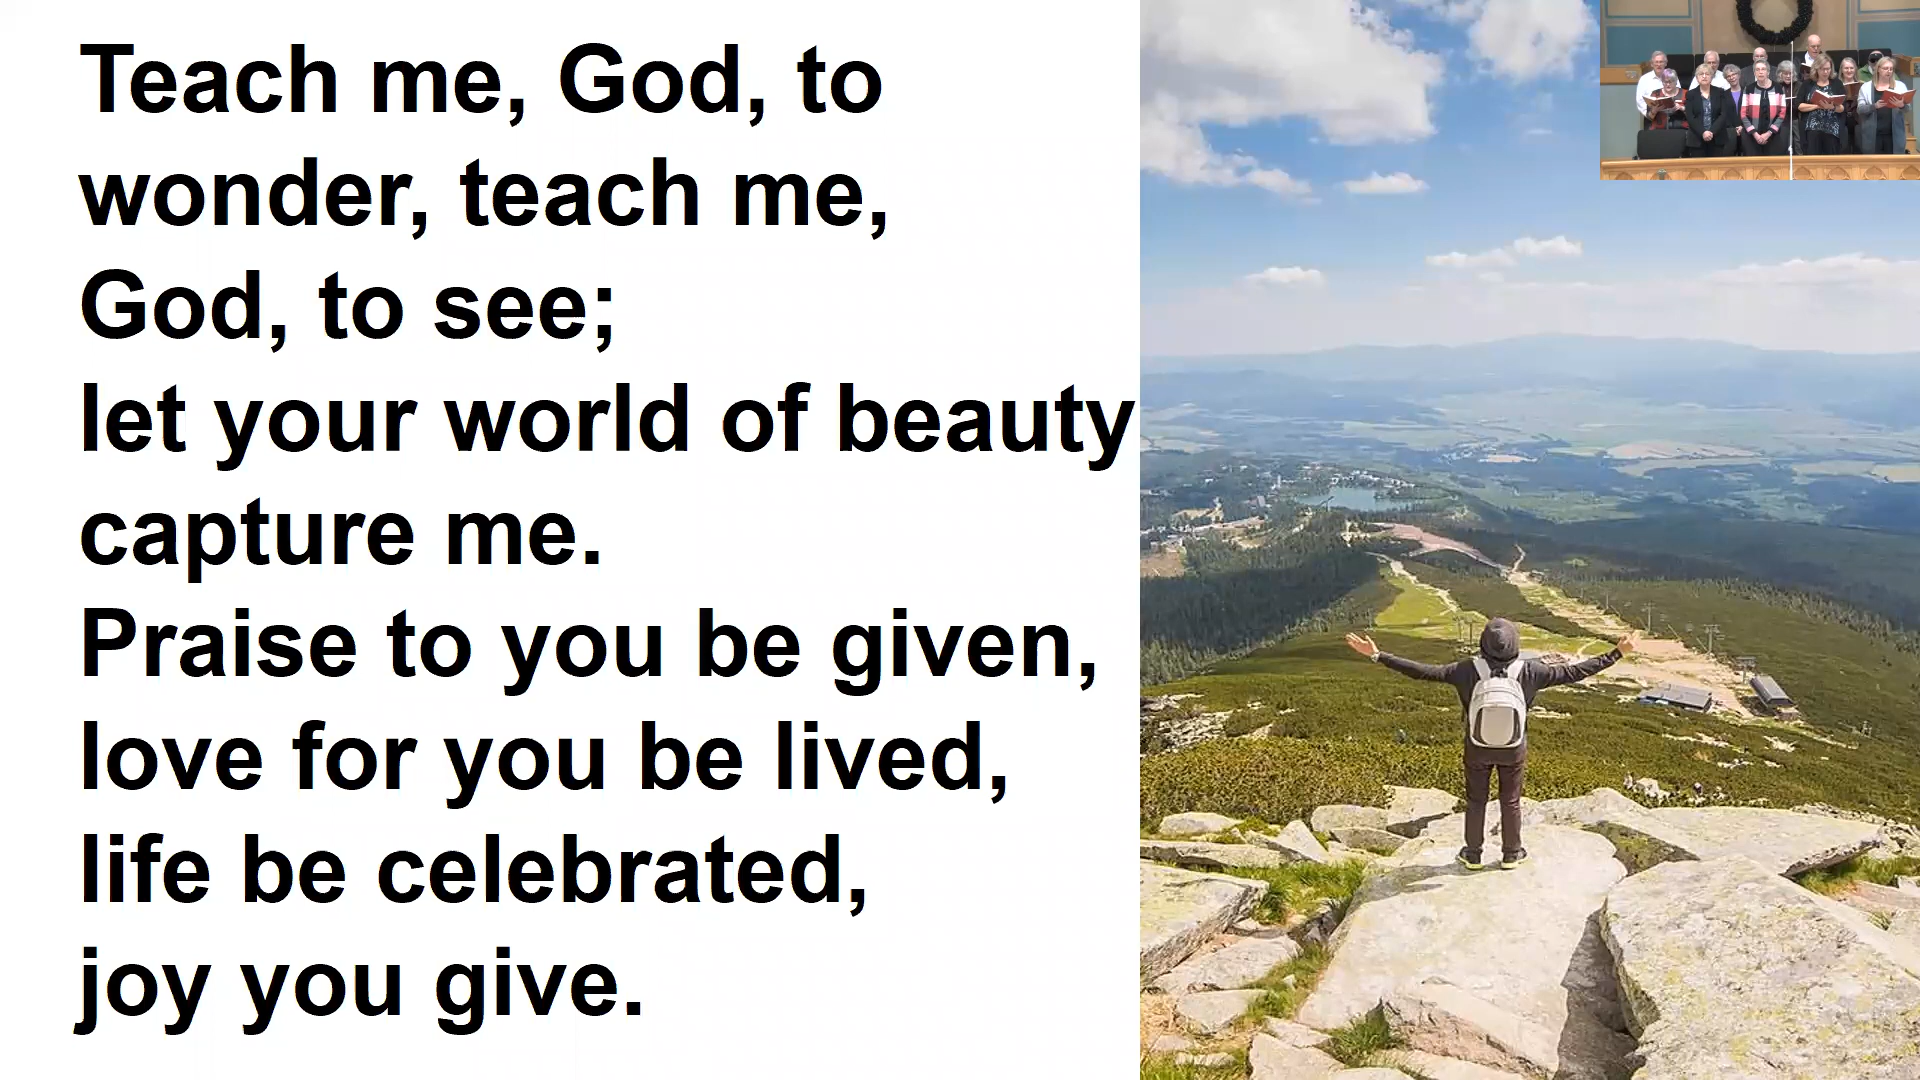 Teach me, God, to
wonder, teach me,
God, to see;
let your world of beauty
capture me.
Praise to you be given,
love for you be lived,
life be celebrated,
joy you give.